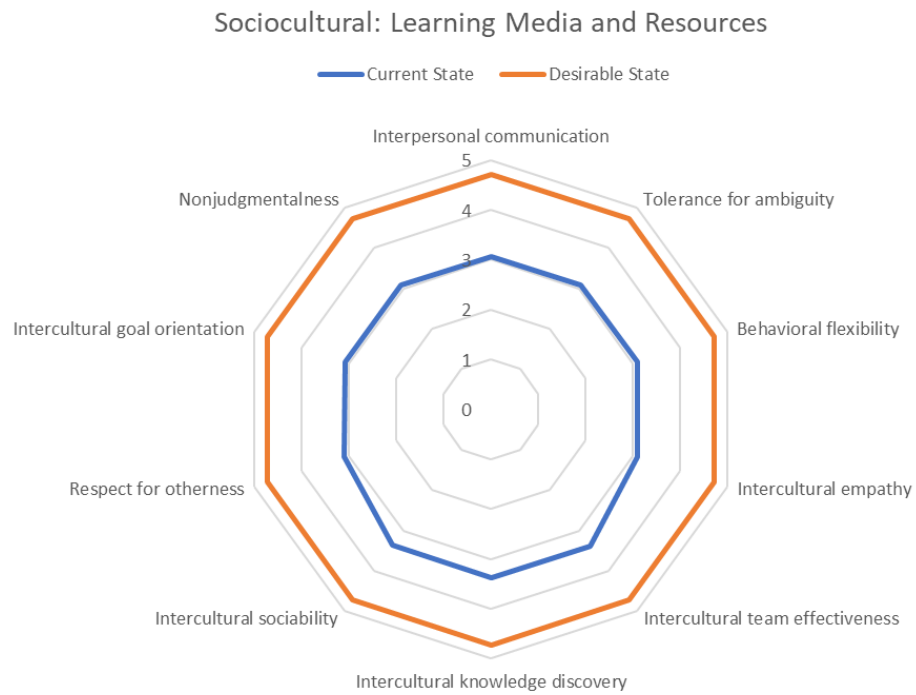 Sociocultural: Learning Media and Resources
Current State
Desirable State
Interpersonal communication
5
Nonjudgmentalness
Tolerance for ambiguity
4
3
Intercultural goal orientation
Behavioral flexibility
2
1
0
Respect for otherness
Intercultural empathy
Intercultural sociability
Intercultural team effectiveness
Intercultural knowledge discovery